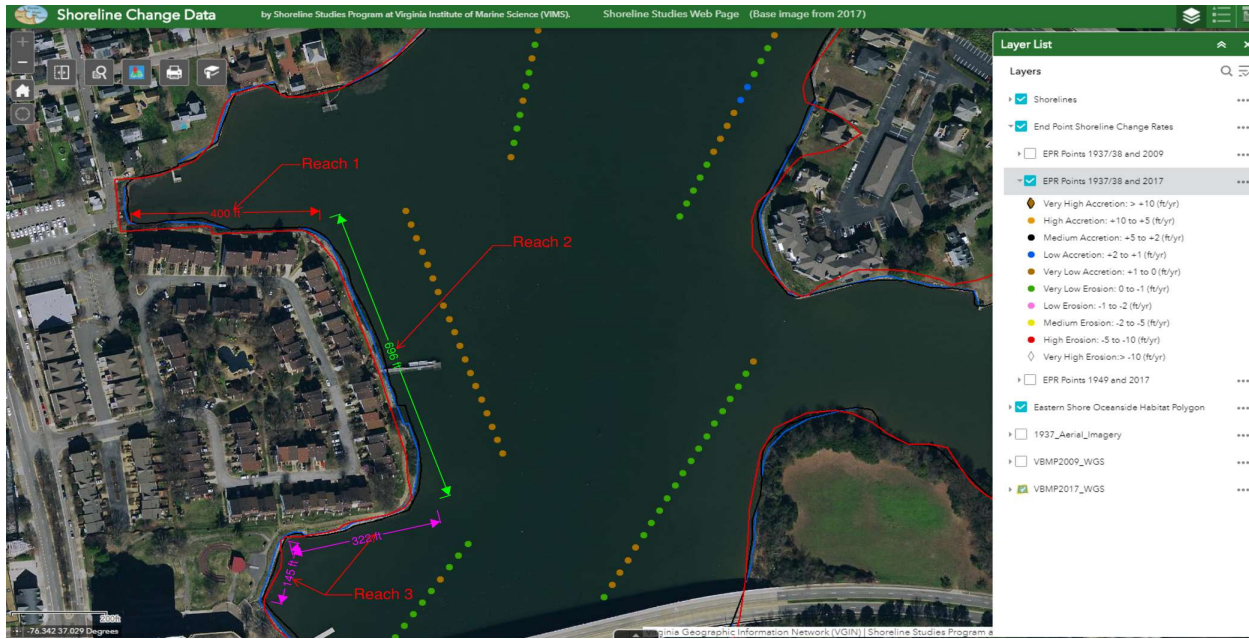 Shoreline Change Data
by Shoreline Studies Program at Virginia Institute of Marine Science (VIMS).
Shoreline Studies Web Page
(Base image from 2017)
Reach 1
400 ft
Reach 2
696 ft
322 ft
145 ft
Reach 3
200ft
-76.342 37.029 Degrees
ginia Geographic Information Network (VGIN) | Shoreline Studies Program a
Layer List
Layers
Shorelines
End Point Shoreline Change Rates
EPR Points 1937/38 and 2009
EPR Points 1937/38 and 2017
Very High Accretion: > +10 (ft/yr)
High Accretion: +10 to +5 (ft/yr)
Medium Accretion: +5 to +2 (ft/yr)
Low Accretion: +2 to +1 (ft/yr)
Very Low Accretion: +1 to 0 (ft/yr)
Very Low Erosion: 0 to -1 (ft/yr)
Low Erosion: -1 to -2 (ft/yr)
Medium Erosion: -2 to -5 (ft/yr)
High Erosion: -5 to -10 (ft/yr)
Very High Erosion:> -10 (ft/yr)
EPR Points 1949 and 2017
Eastern Shore Oceanside Habitat Polygon
1937_Aerial_Imagery
VBMP2009_WGS
VBMP2017_WGS